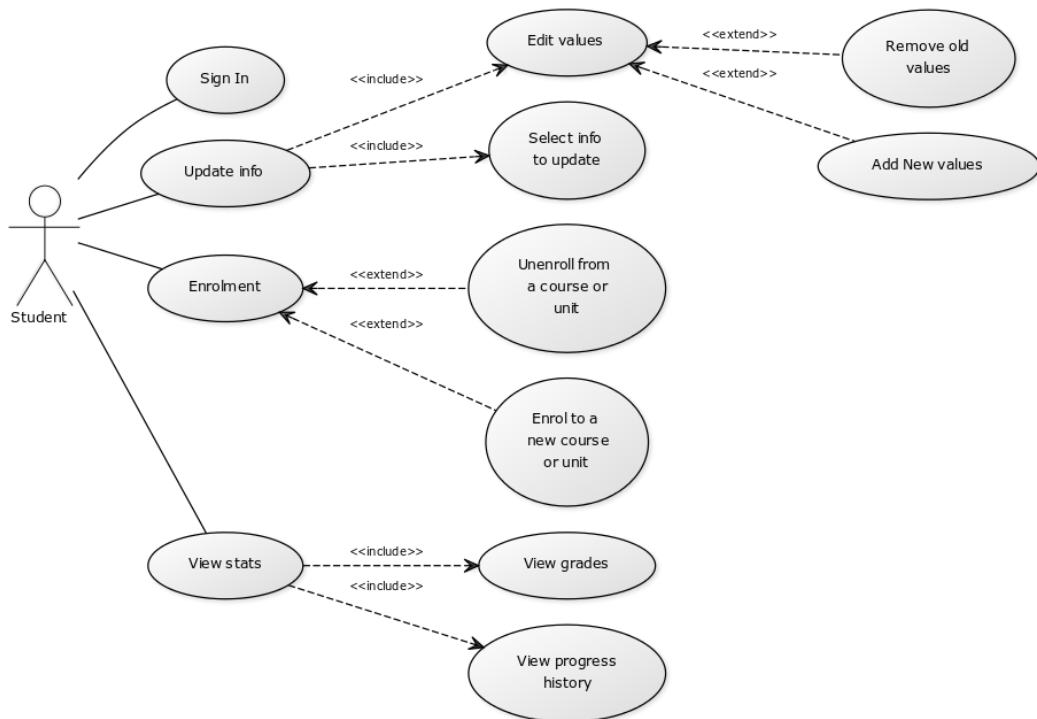 Edit values
<<extend>>
Remove old
values
<<extend>>
Sign In
<<include>>
Select info
to update
<<include>>
Update info
Add New values
Student
Enrolment
<<extend>>
Unenroll from
a course or
unit
<<extend>>
Enrol to a
new course
or unit
View stats
<<include>>
View grades
<<include>>
View progress
history